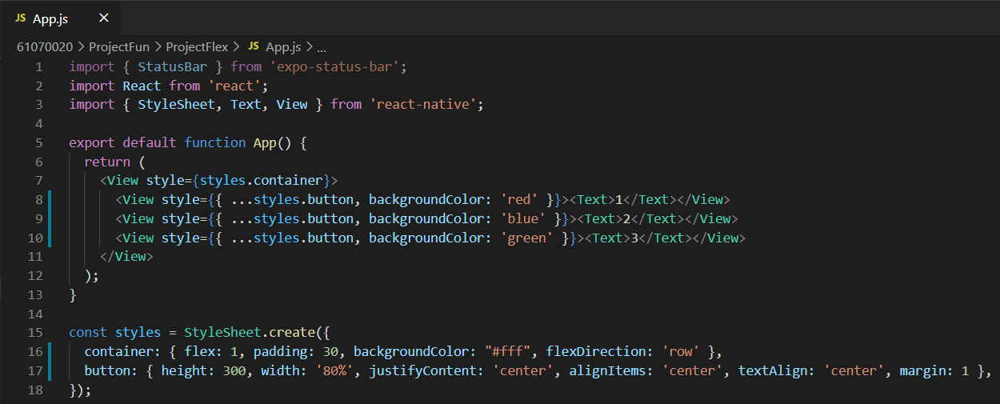 JS App.js ×
61070020 > ProjectFun > ProjectFlex > JS App.js > ...
1 import { StatusBar } from 'expo-status-bar';
2 import React from 'react';
3 import { StyleSheet, Text, View } from 'react-native';
4
5 export default function App() {
6   return (
7     <View style={styles.container}>
8       <View style={{ ...styles.button, backgroundColor: 'red' }}><Text>1</Text></View>
9       <View style={{ ...styles.button, backgroundColor: 'blue' }}><Text>2</Text></View>
10       <View style={{ ...styles.button, backgroundColor: 'green' }}><Text>3</Text></View>
11     </View>
12   );
13 }
14
15 const styles = StyleSheet.create({
16   container: { flex: 1, padding: 30, backgroundColor: "#fff", flexDirection: 'row' },
17   button: { height: 300, width: '80%', justifyContent: 'center', alignItems: 'center', textAlign: 'center', margin: 1 },
18 });